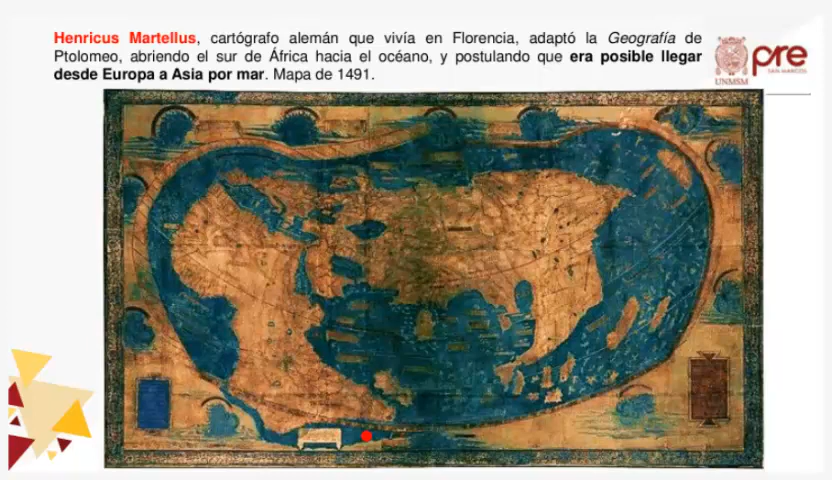 Henricus Martellus, cartógrafo alemán que vivía en Florencia, adaptó la Geografía de
Ptolomeo, abriendo el sur de África hacia el océano, y postulando que era posible llegar
desde Europa a Asia por mar. Mapa de 1491.
UNMSM
pre
SAN MARCOS